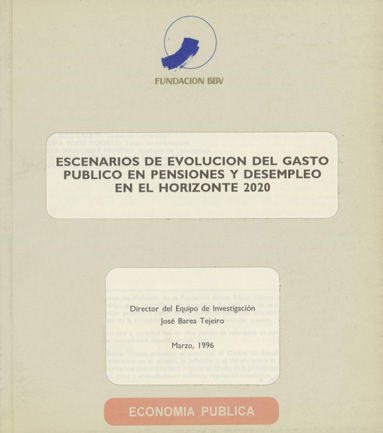 FUNDACION BBV
ESCENARIOS DE EVOLUCION DEL GASTO
PUBLICO EN PENSIONES Y DESEMPLEO
EN EL HORIZONTE 2020
Director del Equipo de Investigación
José Barea Tejeiro
Marzo, 1996
ECONOMIA PUBLICA